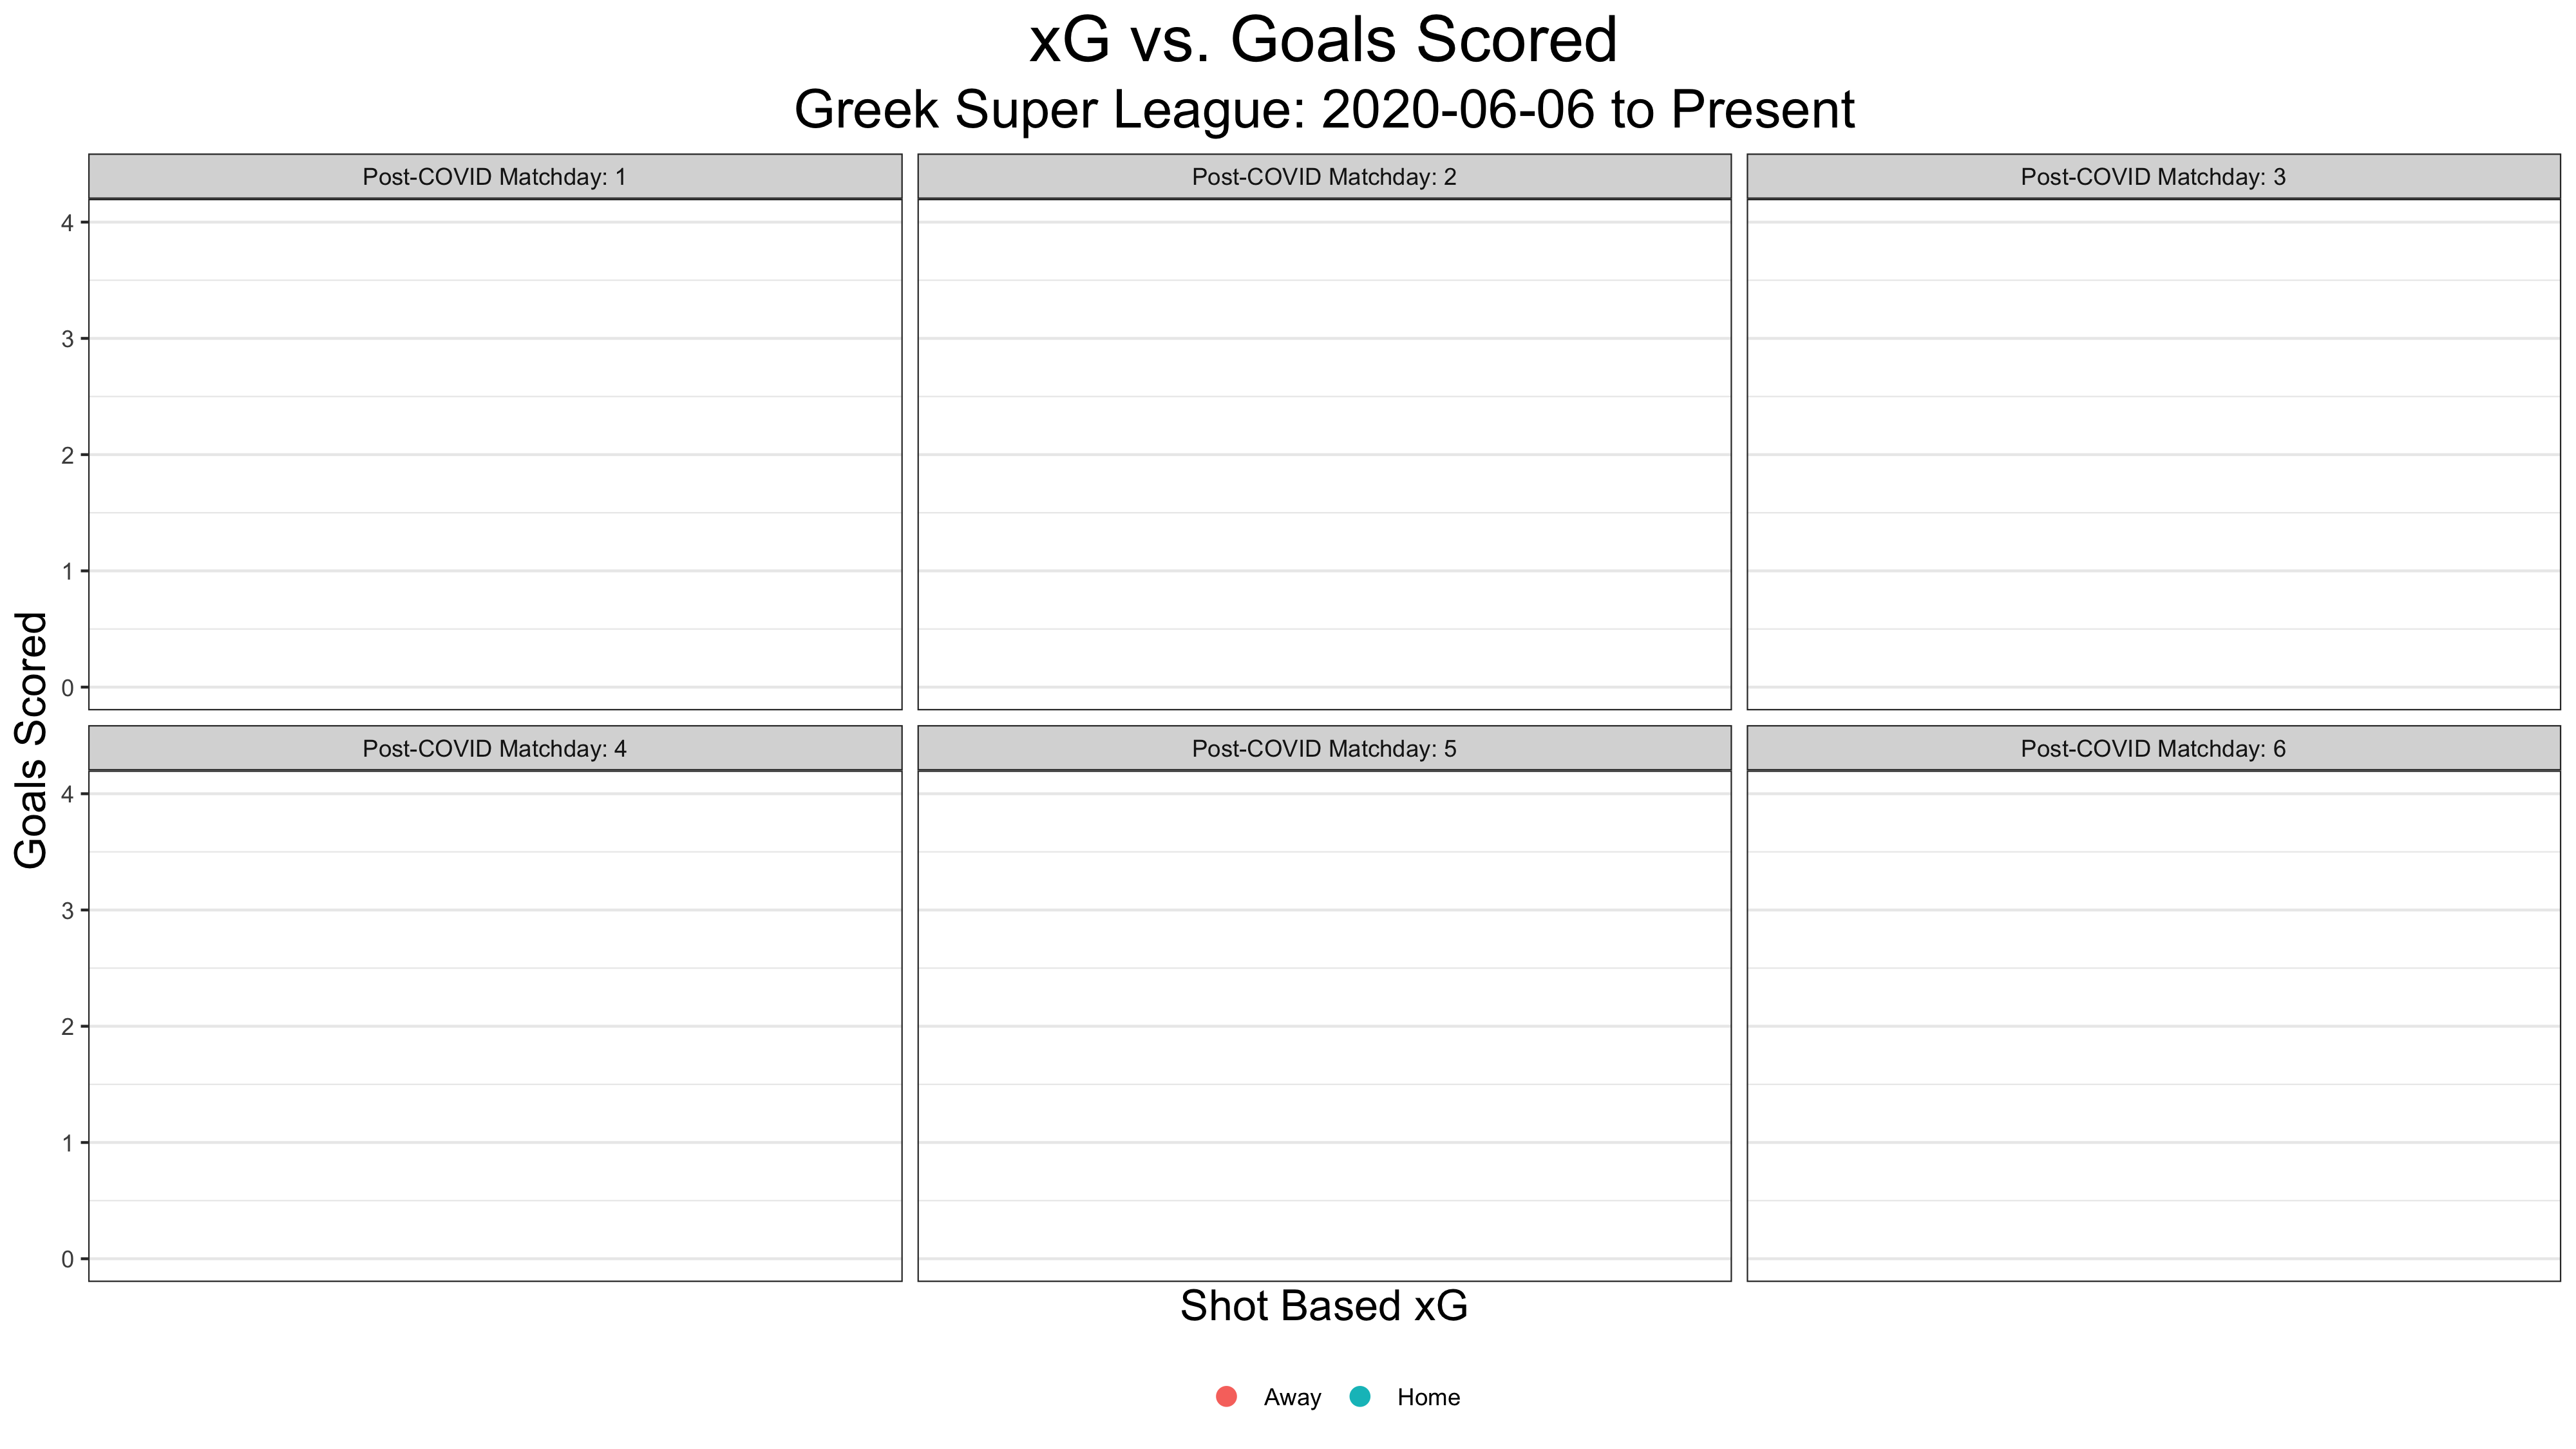 xG vs. Goals Scored
Greek Super League: 2020-06-06 to Present
Post-COVID Matchday: 1
Post-COVID Matchday: 2
Post-COVID Matchday: 3
4
3
2
1
0
Goals Scored
Post-COVID Matchday: 4
Post-COVID Matchday: 5
Post-COVID Matchday: 6
4
3
2
1
0
Shot Based xG
Away
Home